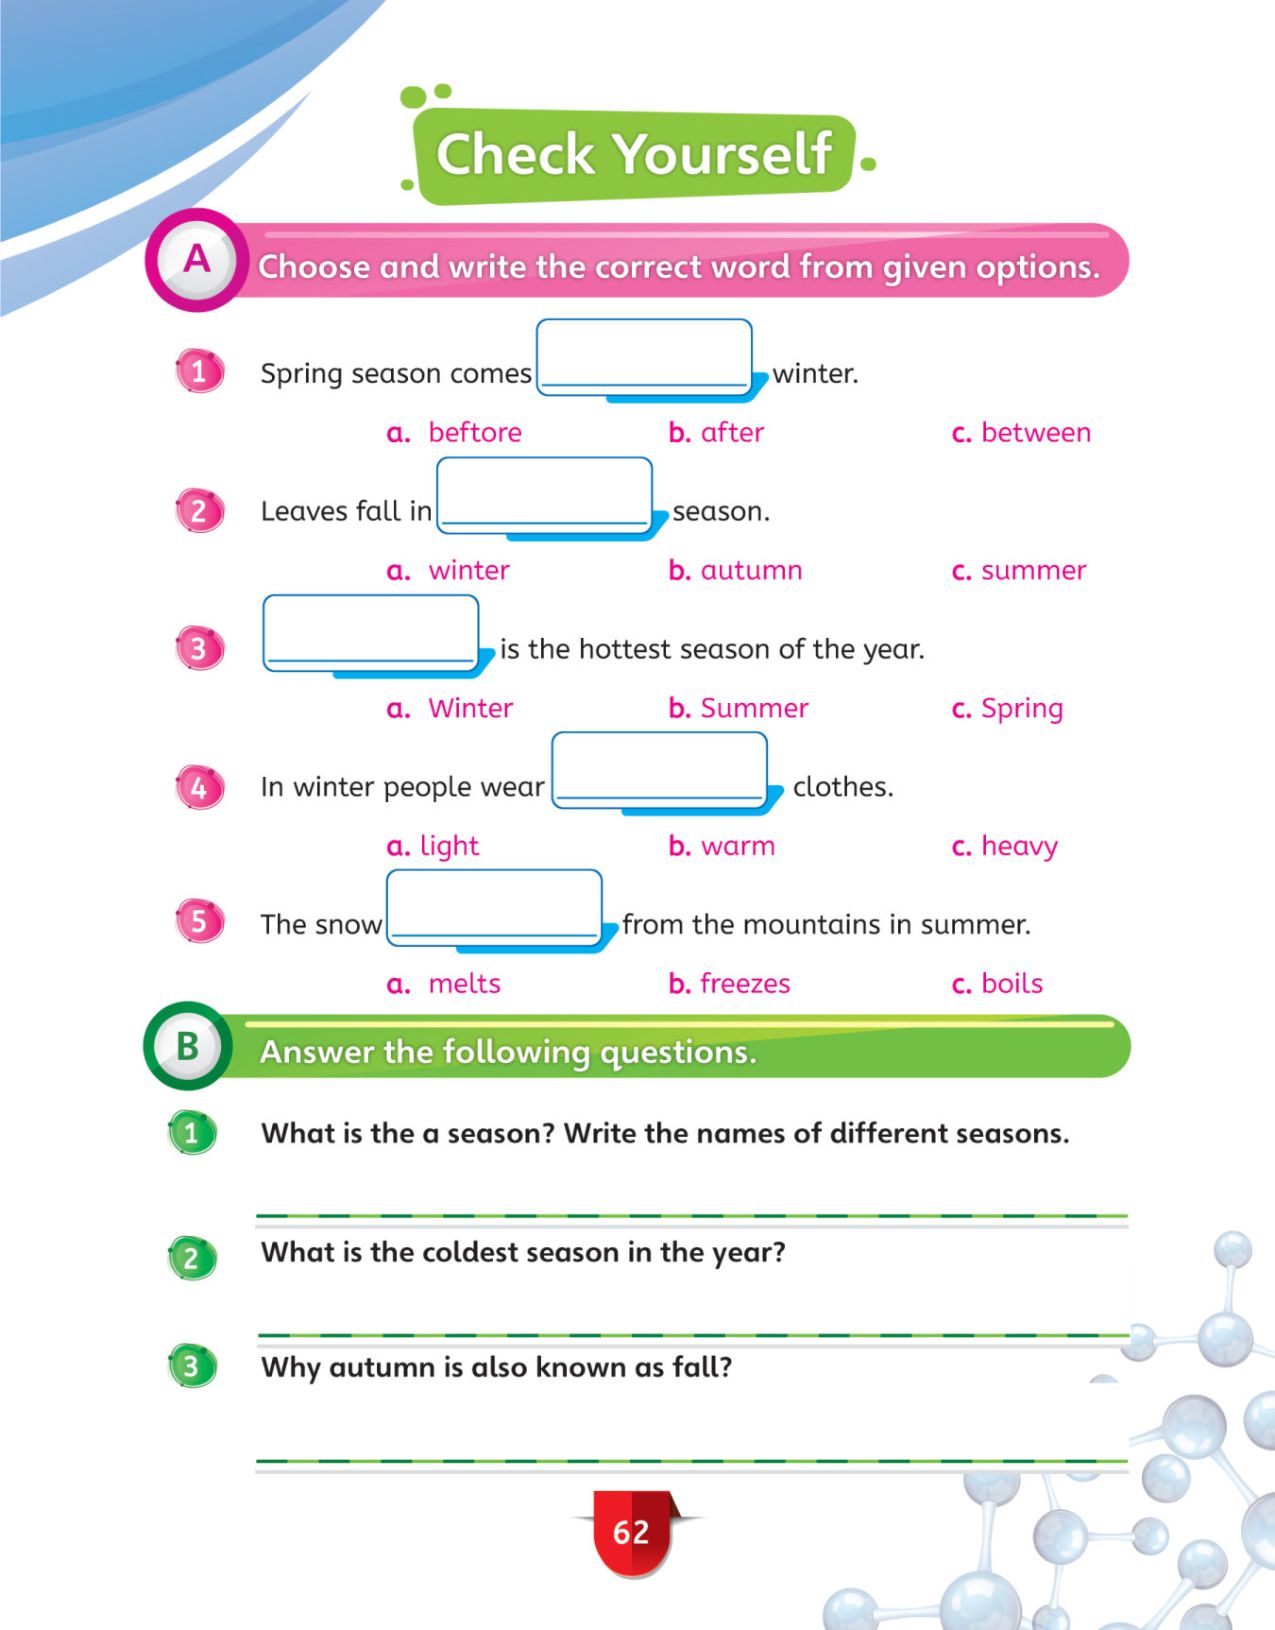 Check Yourself
A
Choose and write the correct word from given options.
1 Spring season comes winter.
a. beftore b. after c. between
2 Leaves fall in season.
a. winter b. autumn c. summer
3 is the hottest season of the year.
a. Winter b. Summer c. Spring
4 In winter people wear clothes.
a. light b. warm c. heavy
5 The snow from the mountains in summer.
a. melts b. freezes c. boils
B
Answer the following questions.
1 What is the a season? Write the names of different seasons.
2 What is the coldest season in the year?
3 Why autumn is also known as fall?
62